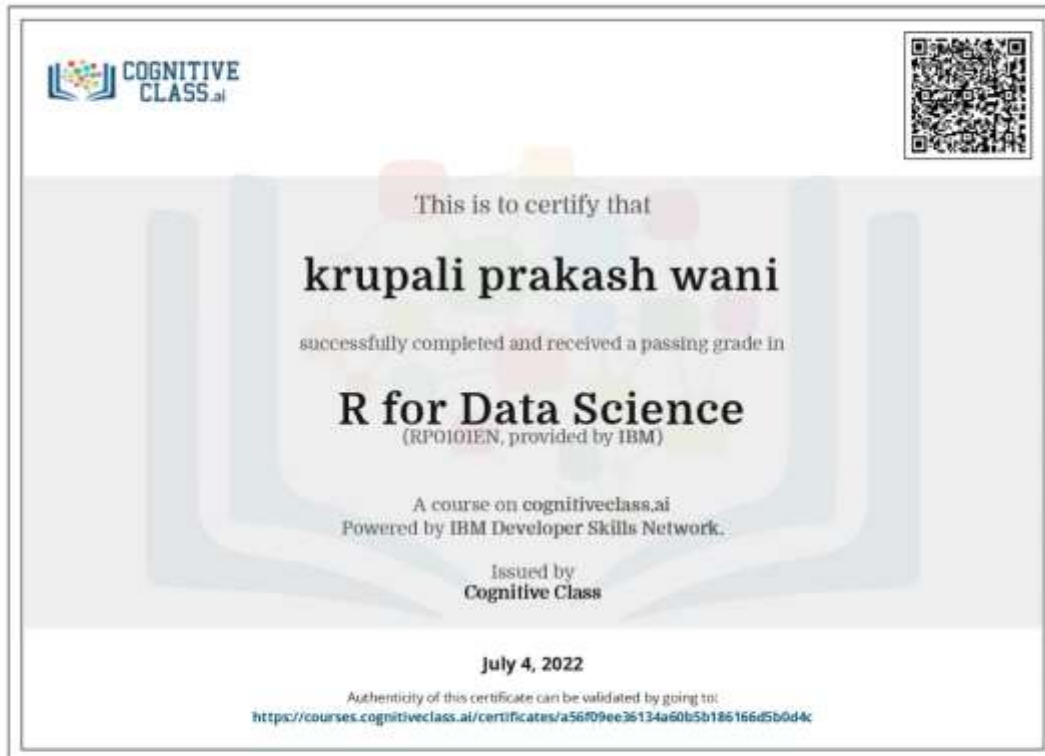 COGNITIVE
CLASS.ai
This is to certify that
krupali prakash wani
successfully completed and received a passing grade in
R for Data Science
(RP0101EN, provided by IBM)
A course on cognitiveclass.ai
Powered by IBM Developer Skills Network.
Issued by
Cognitive Class
July 4, 2022
Authenticity of this certificate can be validated by going to:
https://courses.cognitiveclass.ai/certificates/a56f09ee36134a60b5b186166d5b0d4c